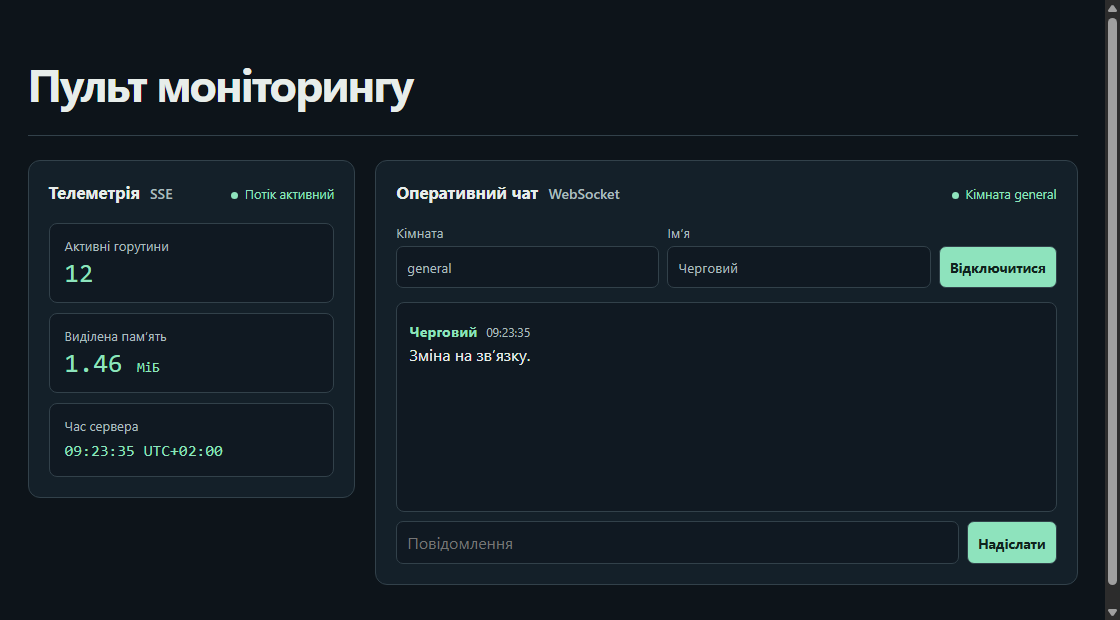 Пульт моніторингу
Телеметрія SSE
Потік активний
Активні горутини
12
Виділена пам'ять
1.46 МіБ
Час сервера
09:23:35 UTC+02:00
Оперативний чат WebSocket
Кімната general
Кімната
general
Ім'я
Черговий
Відключитися
Черговий 09:23:35
Зміна на зв’язку.
Повідомлення
Надіслати